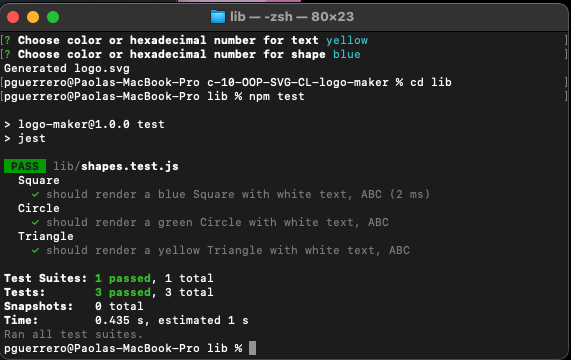 lib — -zsh — 80×23
[? Choose color or hexadecimal number for text yellow ]
[? Choose color or hexadecimal number for shape blue ]
Generated logo.svg
[pguerrero@Paolas-MacBook-Pro c-10-OOP-SVG-CL-logo-maker % cd lib ]
[pguerrero@Paolas-MacBook-Pro lib % npm test ]
> logo-maker@1.0.0 test
> jest
PASS lib/shapes.test.js
Square
✓ should render a blue Square with white text, ABC (2 ms)
Circle
✓ should render a green Circle with white text, ABC
Triangle
✓ should render a yellow Triangle with white text, ABC
Test Suites: 1 passed, 1 total
Tests: 3 passed, 3 total
Snapshots: 0 total
Time: 0.435 s, estimated 1 s
Ran all test suites.
pguerrero@Paolas-MacBook-Pro lib %